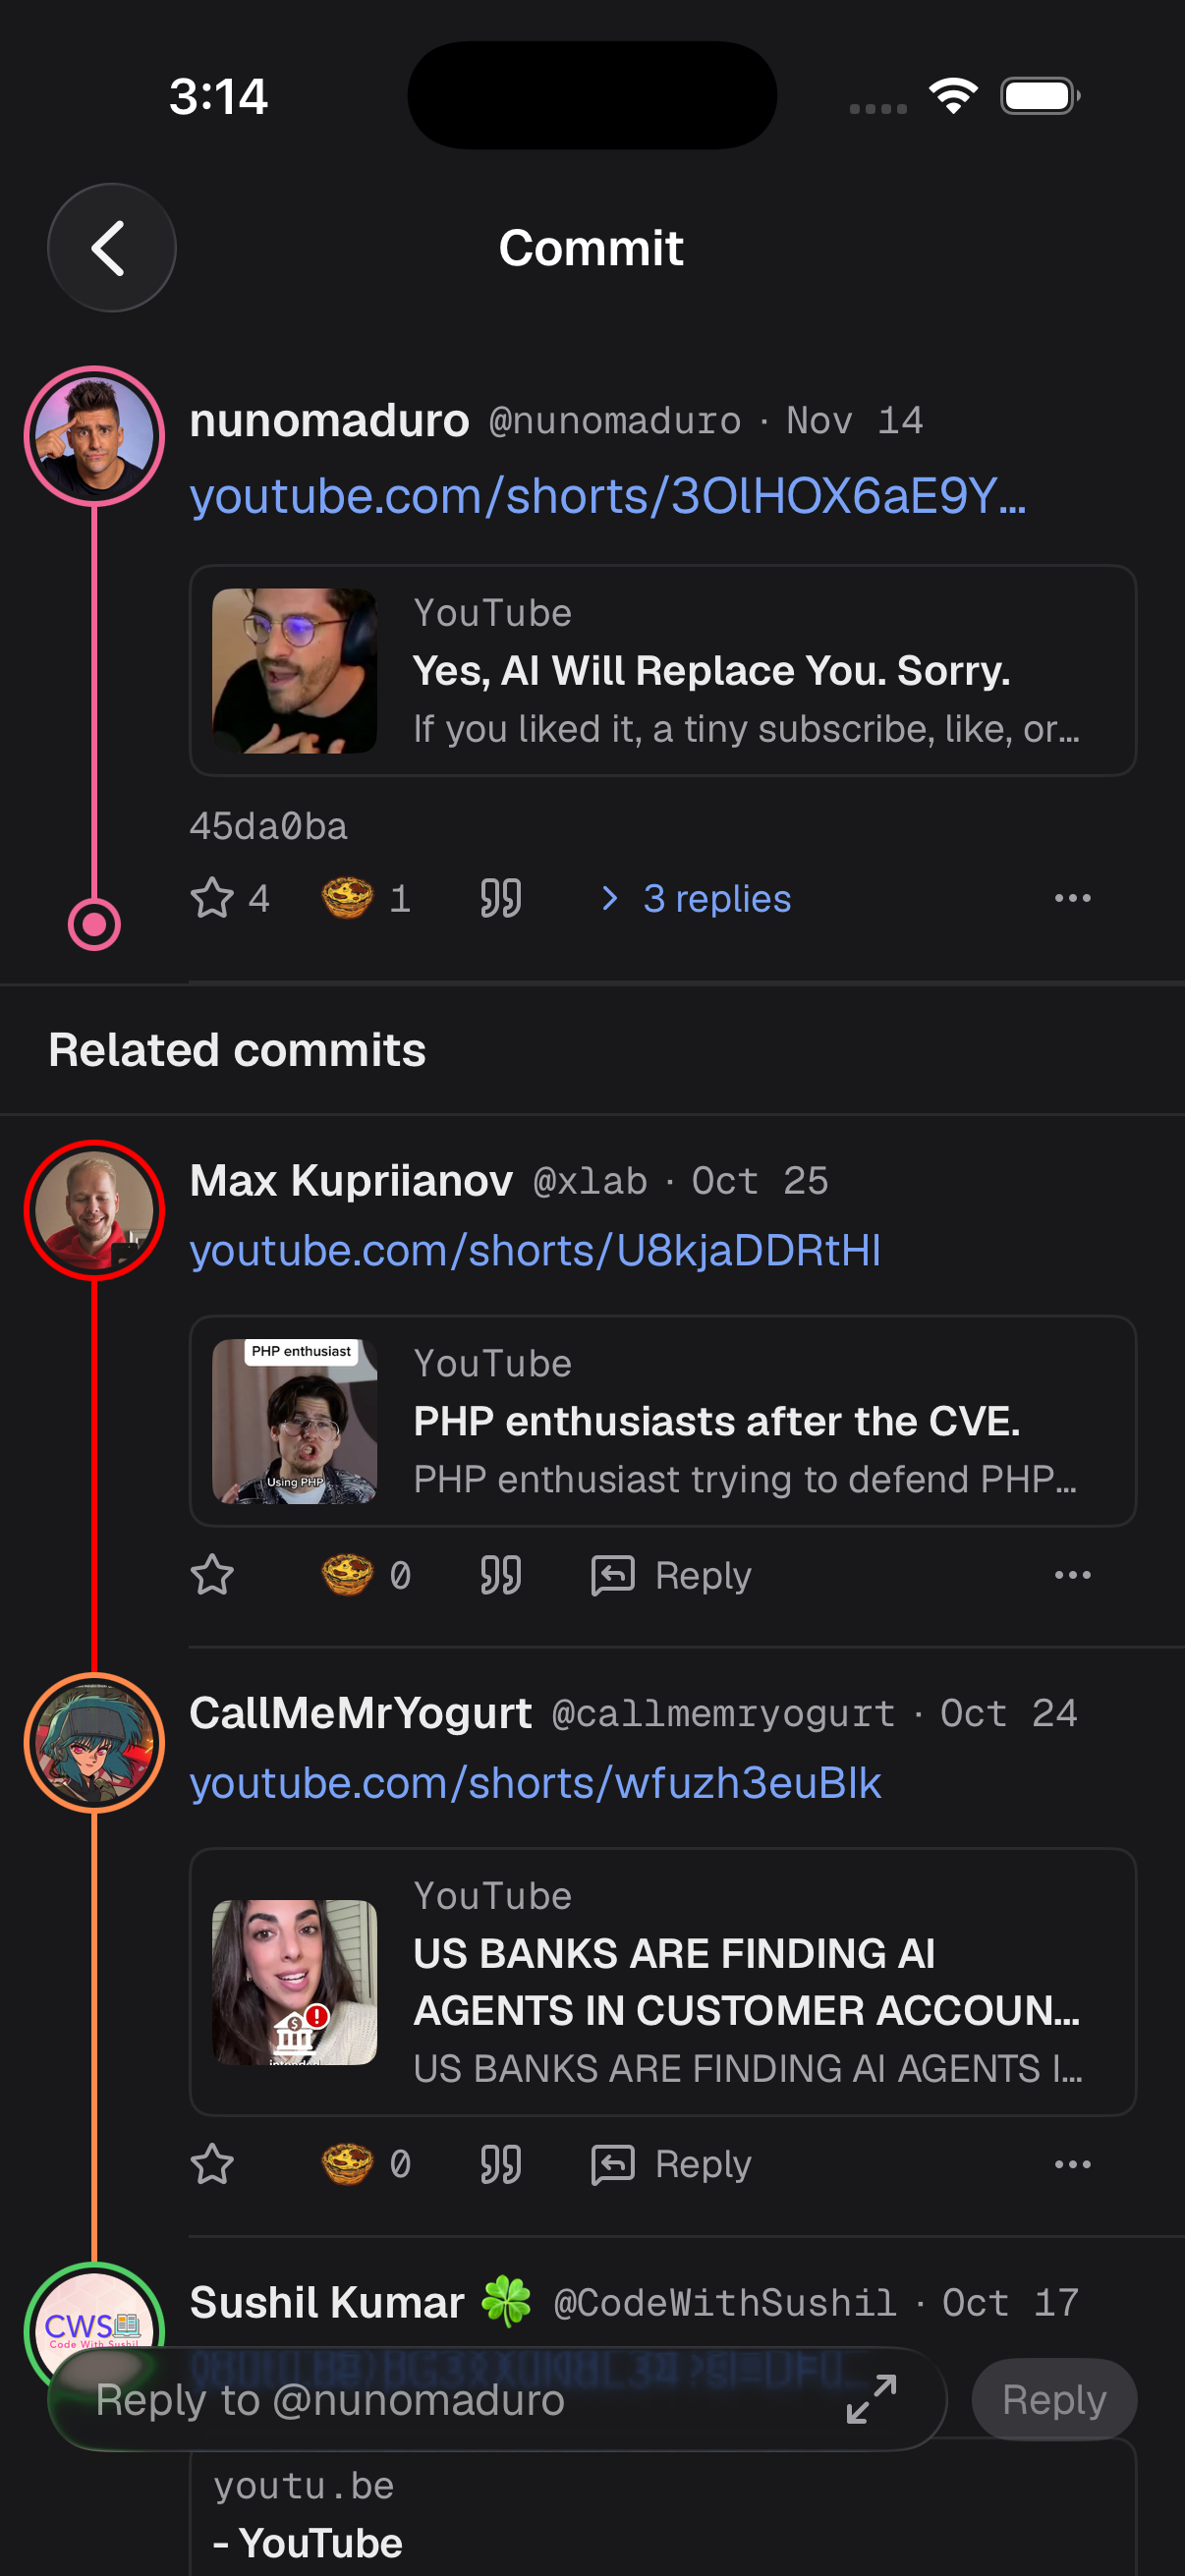 3:14
Commit
nunomaduro @nunomaduro · Nov 14
youtube.com/shorts/3OlHOX6aE9Y...
YouTube
Yes, AI Will Replace You. Sorry.
If you liked it, a tiny subscribe, like, or...
45da0ba
4 1 3 replies
Related commits
Max Kupriianov @xlab · Oct 25
youtube.com/shorts/U8kjaDDRtHI
PHP enthusiast
Using PHP
YouTube
PHP enthusiasts after the CVE.
PHP enthusiast trying to defend PHP...
0 Reply
CallMeMrYogurt @callmemryogurt · Oct 24
youtube.com/shorts/wfuzh3euBlk
YouTube
US BANKS ARE FINDING AI
AGENTS IN CUSTOMER ACCOUN...
US BANKS ARE FINDING AI AGENTS I...
0 Reply
Sushil Kumar 🍀 @CodeWithSushil · Oct 17
CWS
Code With Sushil
Reply to @nunomaduro
Reply
youtu.be
- YouTube